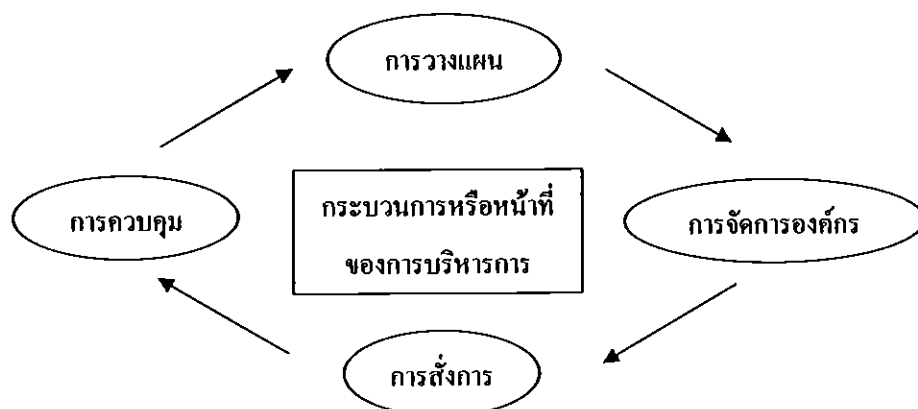 การวางแผน
การควบคุม
กระบวนการหรือหน้าที่
ของการบริหารการ
การจัดการองค์กร
การสั่งการ